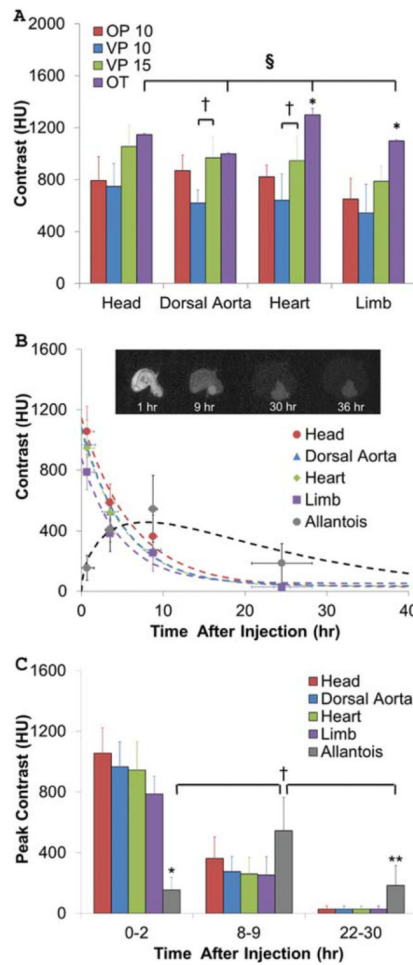 A
OP 10
VP 10
VP 15
OT
§
†
†
*
*
Contrast (HU)
2000
1600
1200
800
400
0
Head Dorsal Aorta Heart Limb
B
1600
1200
800
400
0
Contrast (HU)
1 hr 9 hr 30 hr 36 hr
Head
Dorsal Aorta
Heart
Limb
Allantois
0 10 20 30 40
Time After Injection (hr)
C
1600
1200
800
400
0
Peak Contrast (HU)
Head
Dorsal Aorta
Heart
Limb
Allantois
†
*
**
0-2 8-9 22-30
Time After Injection (hr)